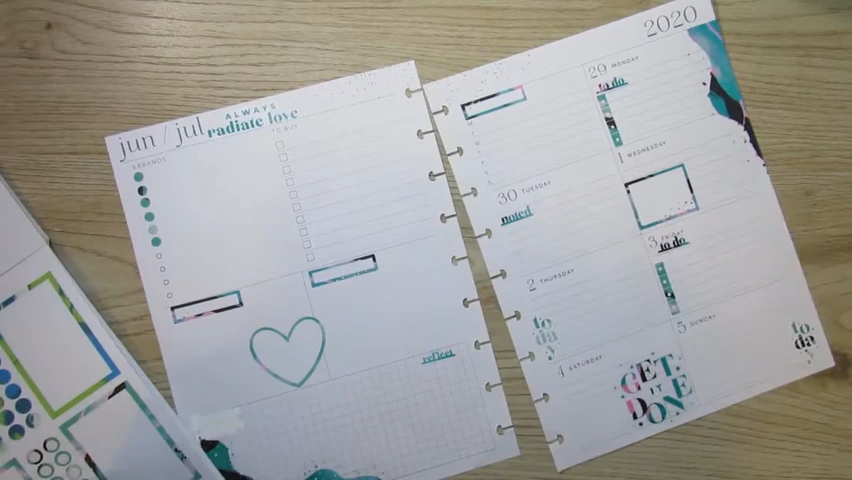 jun / jul
ALWAYS
radiate love
ERRANDS
TO BUY
reflect
2020
29 MONDAY
to do
30 TUESDAY
noted
1 WEDNESDAY
2 THURSDAY
to
da
y
3 FRIDAY
to do
4 SATURDAY
GET
IT
DONE
5 SUNDAY
to
da
y